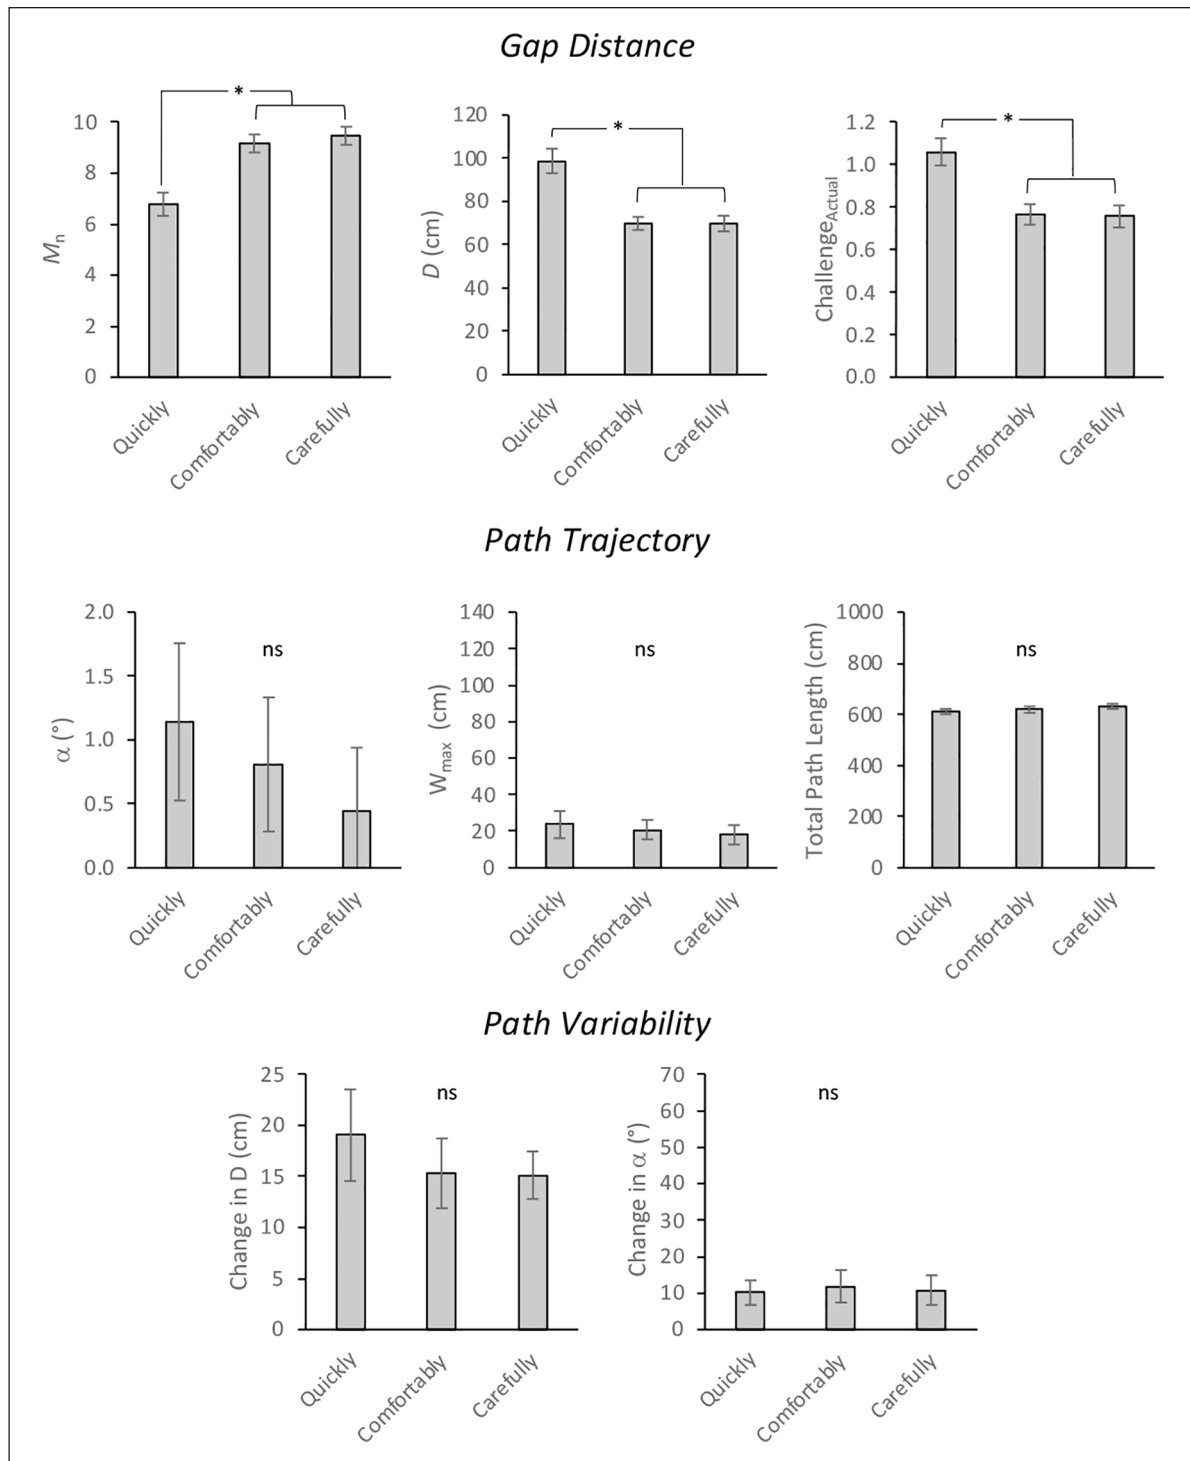 Gap Distance
*
*
*
Mn
10
8
6
4
2
0
Quickly
Comfortably
Carefully
D (cm)
120
100
80
60
40
20
0
Quickly
Comfortably
Carefully
ChallengeActual
1.2
1.0
0.8
0.6
0.4
0.2
0.0
Quickly
Comfortably
Carefully
Path Trajectory
α (°)
2.0
1.5
1.0
0.5
0.0
ns
Quickly
Comfortably
Carefully
Wmax (cm)
140
120
100
80
60
40
20
0
ns
Quickly
Comfortably
Carefully
Total Path Length (cm)
1000
800
600
400
200
0
ns
Quickly
Comfortably
Carefully
Path Variability
Change in D (cm)
25
20
15
10
5
0
ns
Quickly
Comfortably
Carefully
Change in α (°)
70
60
50
40
30
20
10
0
ns
Quickly
Comfortably
Carefully